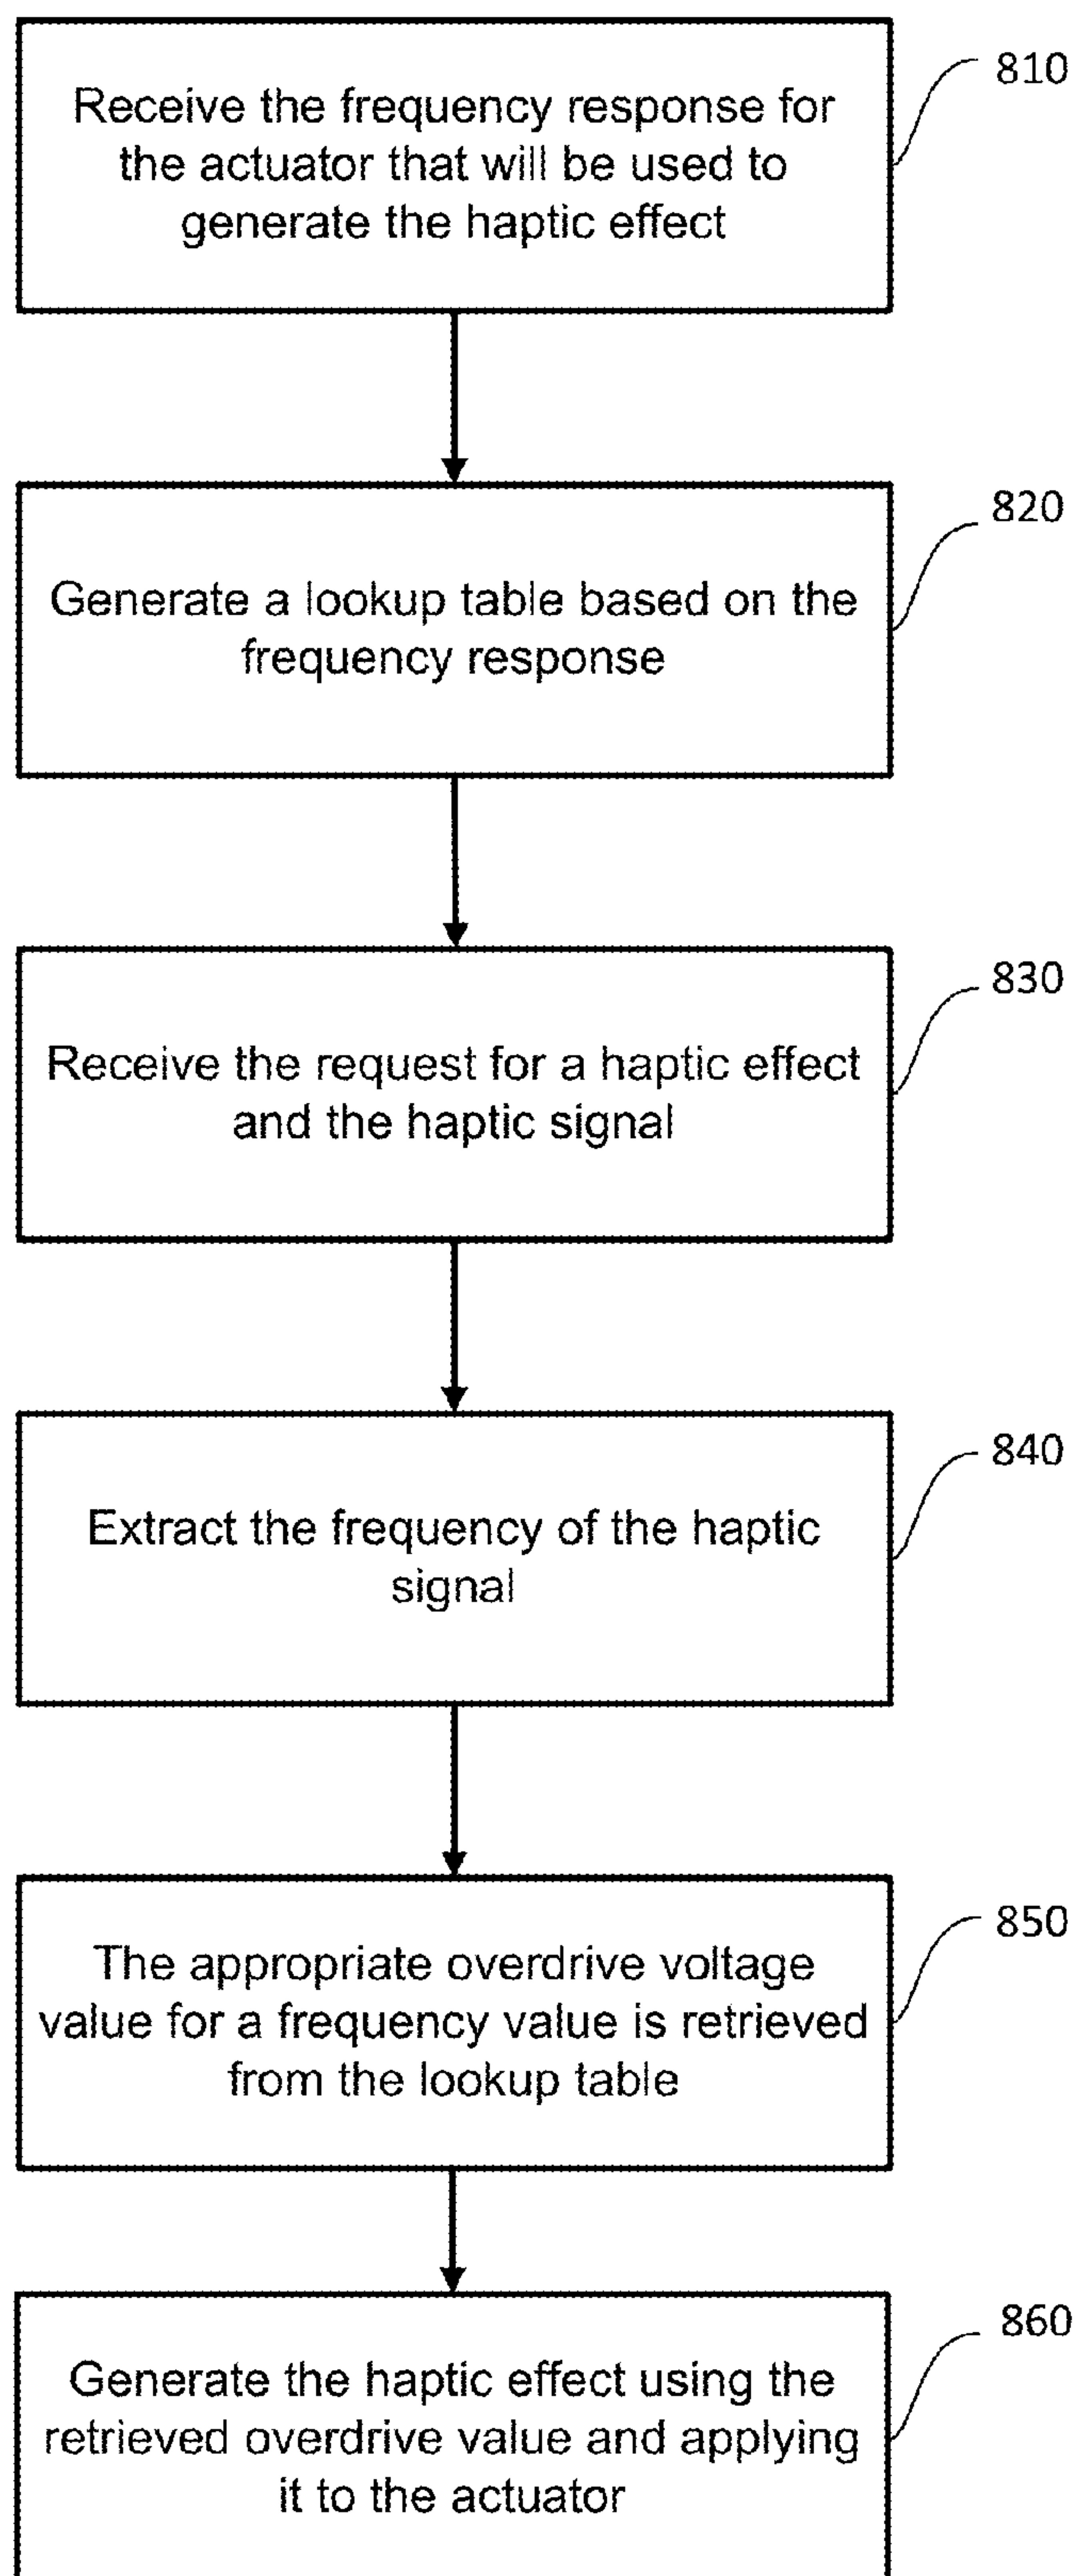 810
Receive the frequency response for
the actuator that will be used to
generate the haptic effect
820
Generate a lookup table based on the
frequency response
830
Receive the request for a haptic effect
and the haptic signal
840
Extract the frequency of the haptic
signal
850
The appropriate overdrive voltage
value for a frequency value is retrieved
from the lookup table
860
Generate the haptic effect using the
retrieved overdrive value and applying
it to the actuator